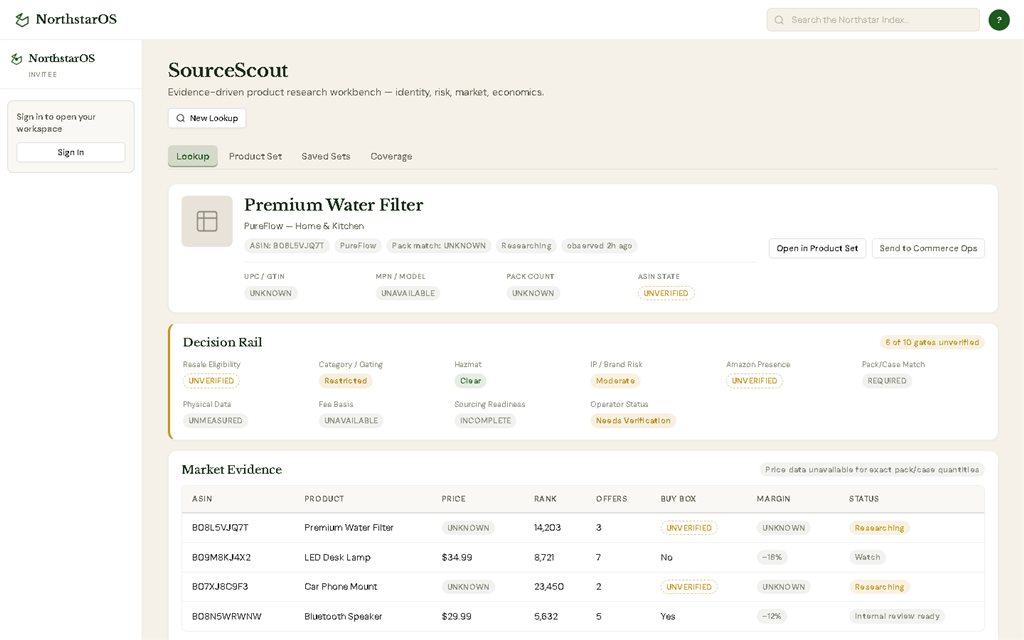 NorthstarOS
Search the Northstar Index...
?
NorthstarOS
INVITEE
Sign in to open your
workspace
Sign In
SourceScout
Evidence-driven product research workbench — identity, risk, market, economics.
New Lookup
Lookup Product Set Saved Sets Coverage
Premium Water Filter
PureFlow — Home & Kitchen
ASIN: B08L5VJQ7T PureFlow Pack match: UNKNOWN Researching observed 2h ago
Open in Product Set Send to Commerce Ops
UPC / GTIN MPN / MODEL PACK COUNT ASIN STATE
UNKNOWN UNAVAILABLE UNKNOWN UNVERIFIED
Decision Rail
6 of 10 gates unverified
Resale Eligibility Category / Gating Hazmat IP / Brand Risk Amazon Presence Pack/Case Match
UNVERIFIED Restricted Clear Moderate UNVERIFIED REQUIRED
Physical Data Fee Basis Sourcing Readiness Operator Status
UNMEASURED UNAVAILABLE INCOMPLETE Needs Verification
Market Evidence
Price data unavailable for exact pack/case quantities
ASIN PRODUCT PRICE RANK OFFERS BUY BOX MARGIN STATUS
B08L5VJQ7T Premium Water Filter UNKNOWN 14,203 3 UNVERIFIED UNKNOWN Researching
B09M8KJ4X2 LED Desk Lamp $34.99 8,721 7 No ~18% Watch
B07XJ8C9F3 Car Phone Mount UNKNOWN 23,450 2 UNVERIFIED UNKNOWN Researching
B08N5WRWNW Bluetooth Speaker $29.99 5,632 5 Yes ~12% Internal review ready